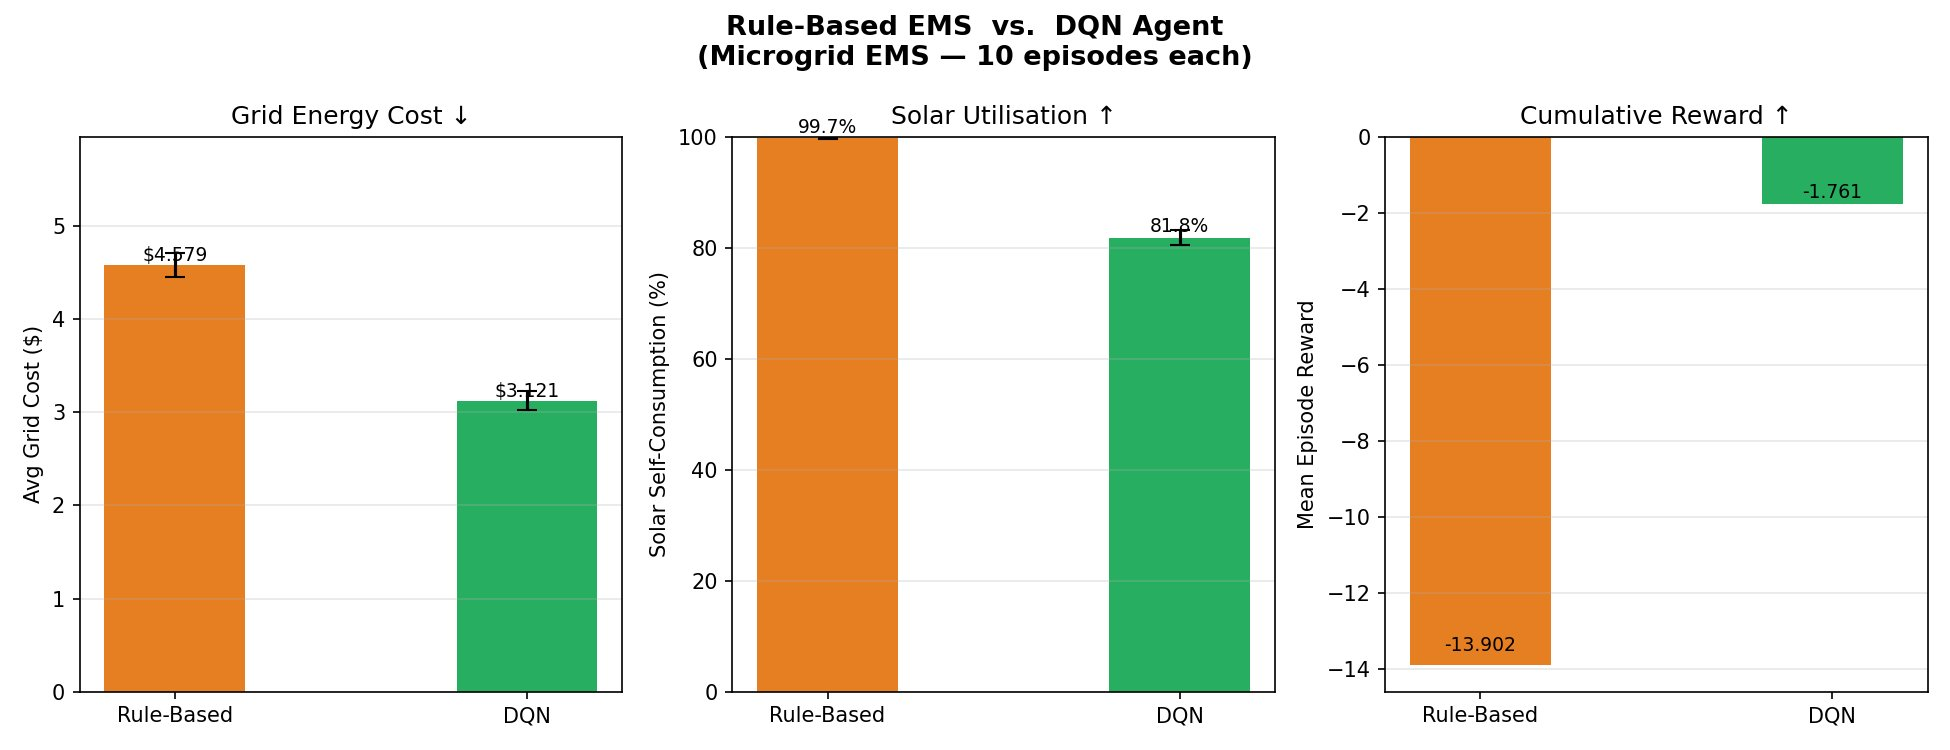 Rule-Based EMS  vs.  DQN Agent
(Microgrid EMS — 10 episodes each)
Grid Energy Cost ↓
Avg Grid Cost ($)
5
4
3
2
1
0
$4.579
$3.121
Rule-Based
DQN
Solar Utilisation ↑
Solar Self-Consumption (%)
100
80
60
40
20
0
99.7%
81.8%
Rule-Based
DQN
Cumulative Reward ↑
Mean Episode Reward
0
−2
−4
−6
−8
−10
−12
−14
-13.902
-1.761
Rule-Based
DQN